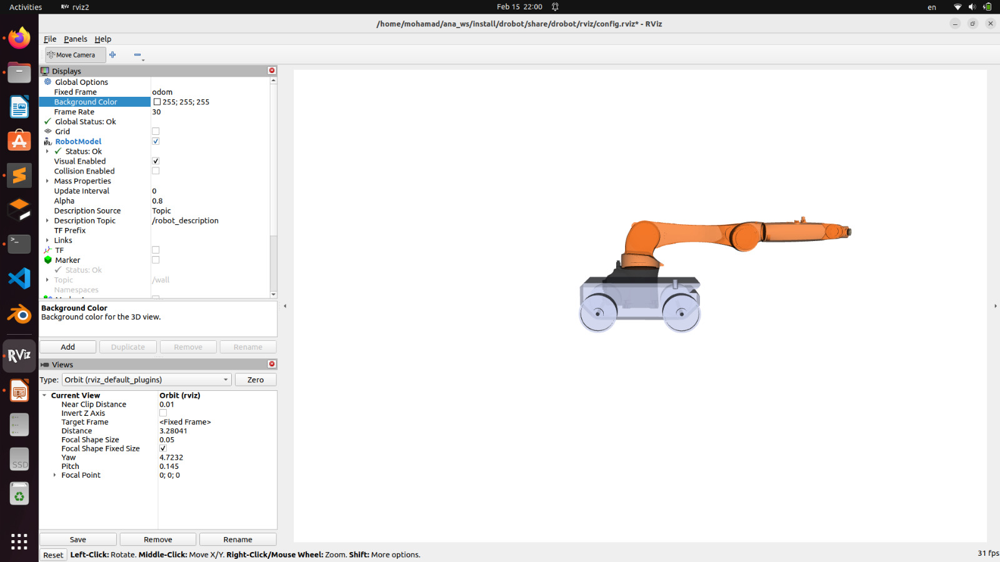 Activities
rviz2
Feb 15 22:00
en
/home/mohamad/ana_ws/install/drobot/share/drobot/rviz/config.rviz* - RViz
File Panels Help
Move Camera
Displays
Global Options
Fixed Frame odom
Background Color 255; 255; 255
Frame Rate 30
Global Status: Ok
Grid
RobotModel
Status: Ok
Visual Enabled
Collision Enabled
Mass Properties
Update Interval 0
Alpha 0.8
Description Source Topic
Description Topic /robot_description
TF Prefix
Links
TF
Marker
Status: Ok
Topic /wall
Namespaces
Background Color
Background color for the 3D view.
Add Duplicate Remove Rename
RViz
Views
Type: Orbit (rviz_default_plugins) Zero
Current View Orbit (rviz)
Near Clip Distance 0.01
Invert Z Axis
Target Frame <Fixed Frame>
Distance 3.28041
Focal Shape Size 0.05
Focal Shape Fixed Size
Yaw 4.7232
Pitch 0.145
Focal Point 0; 0; 0
SSD
Save Remove Rename
Reset Left-Click: Rotate. Middle-Click: Move X/Y. Right-Click/Mouse Wheel: Zoom. Shift: More options.
31 fps